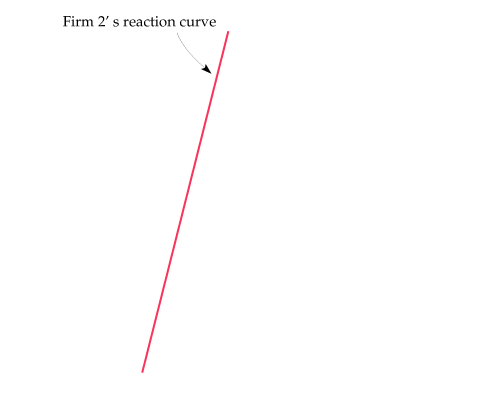 Firm 2′ s reaction curve